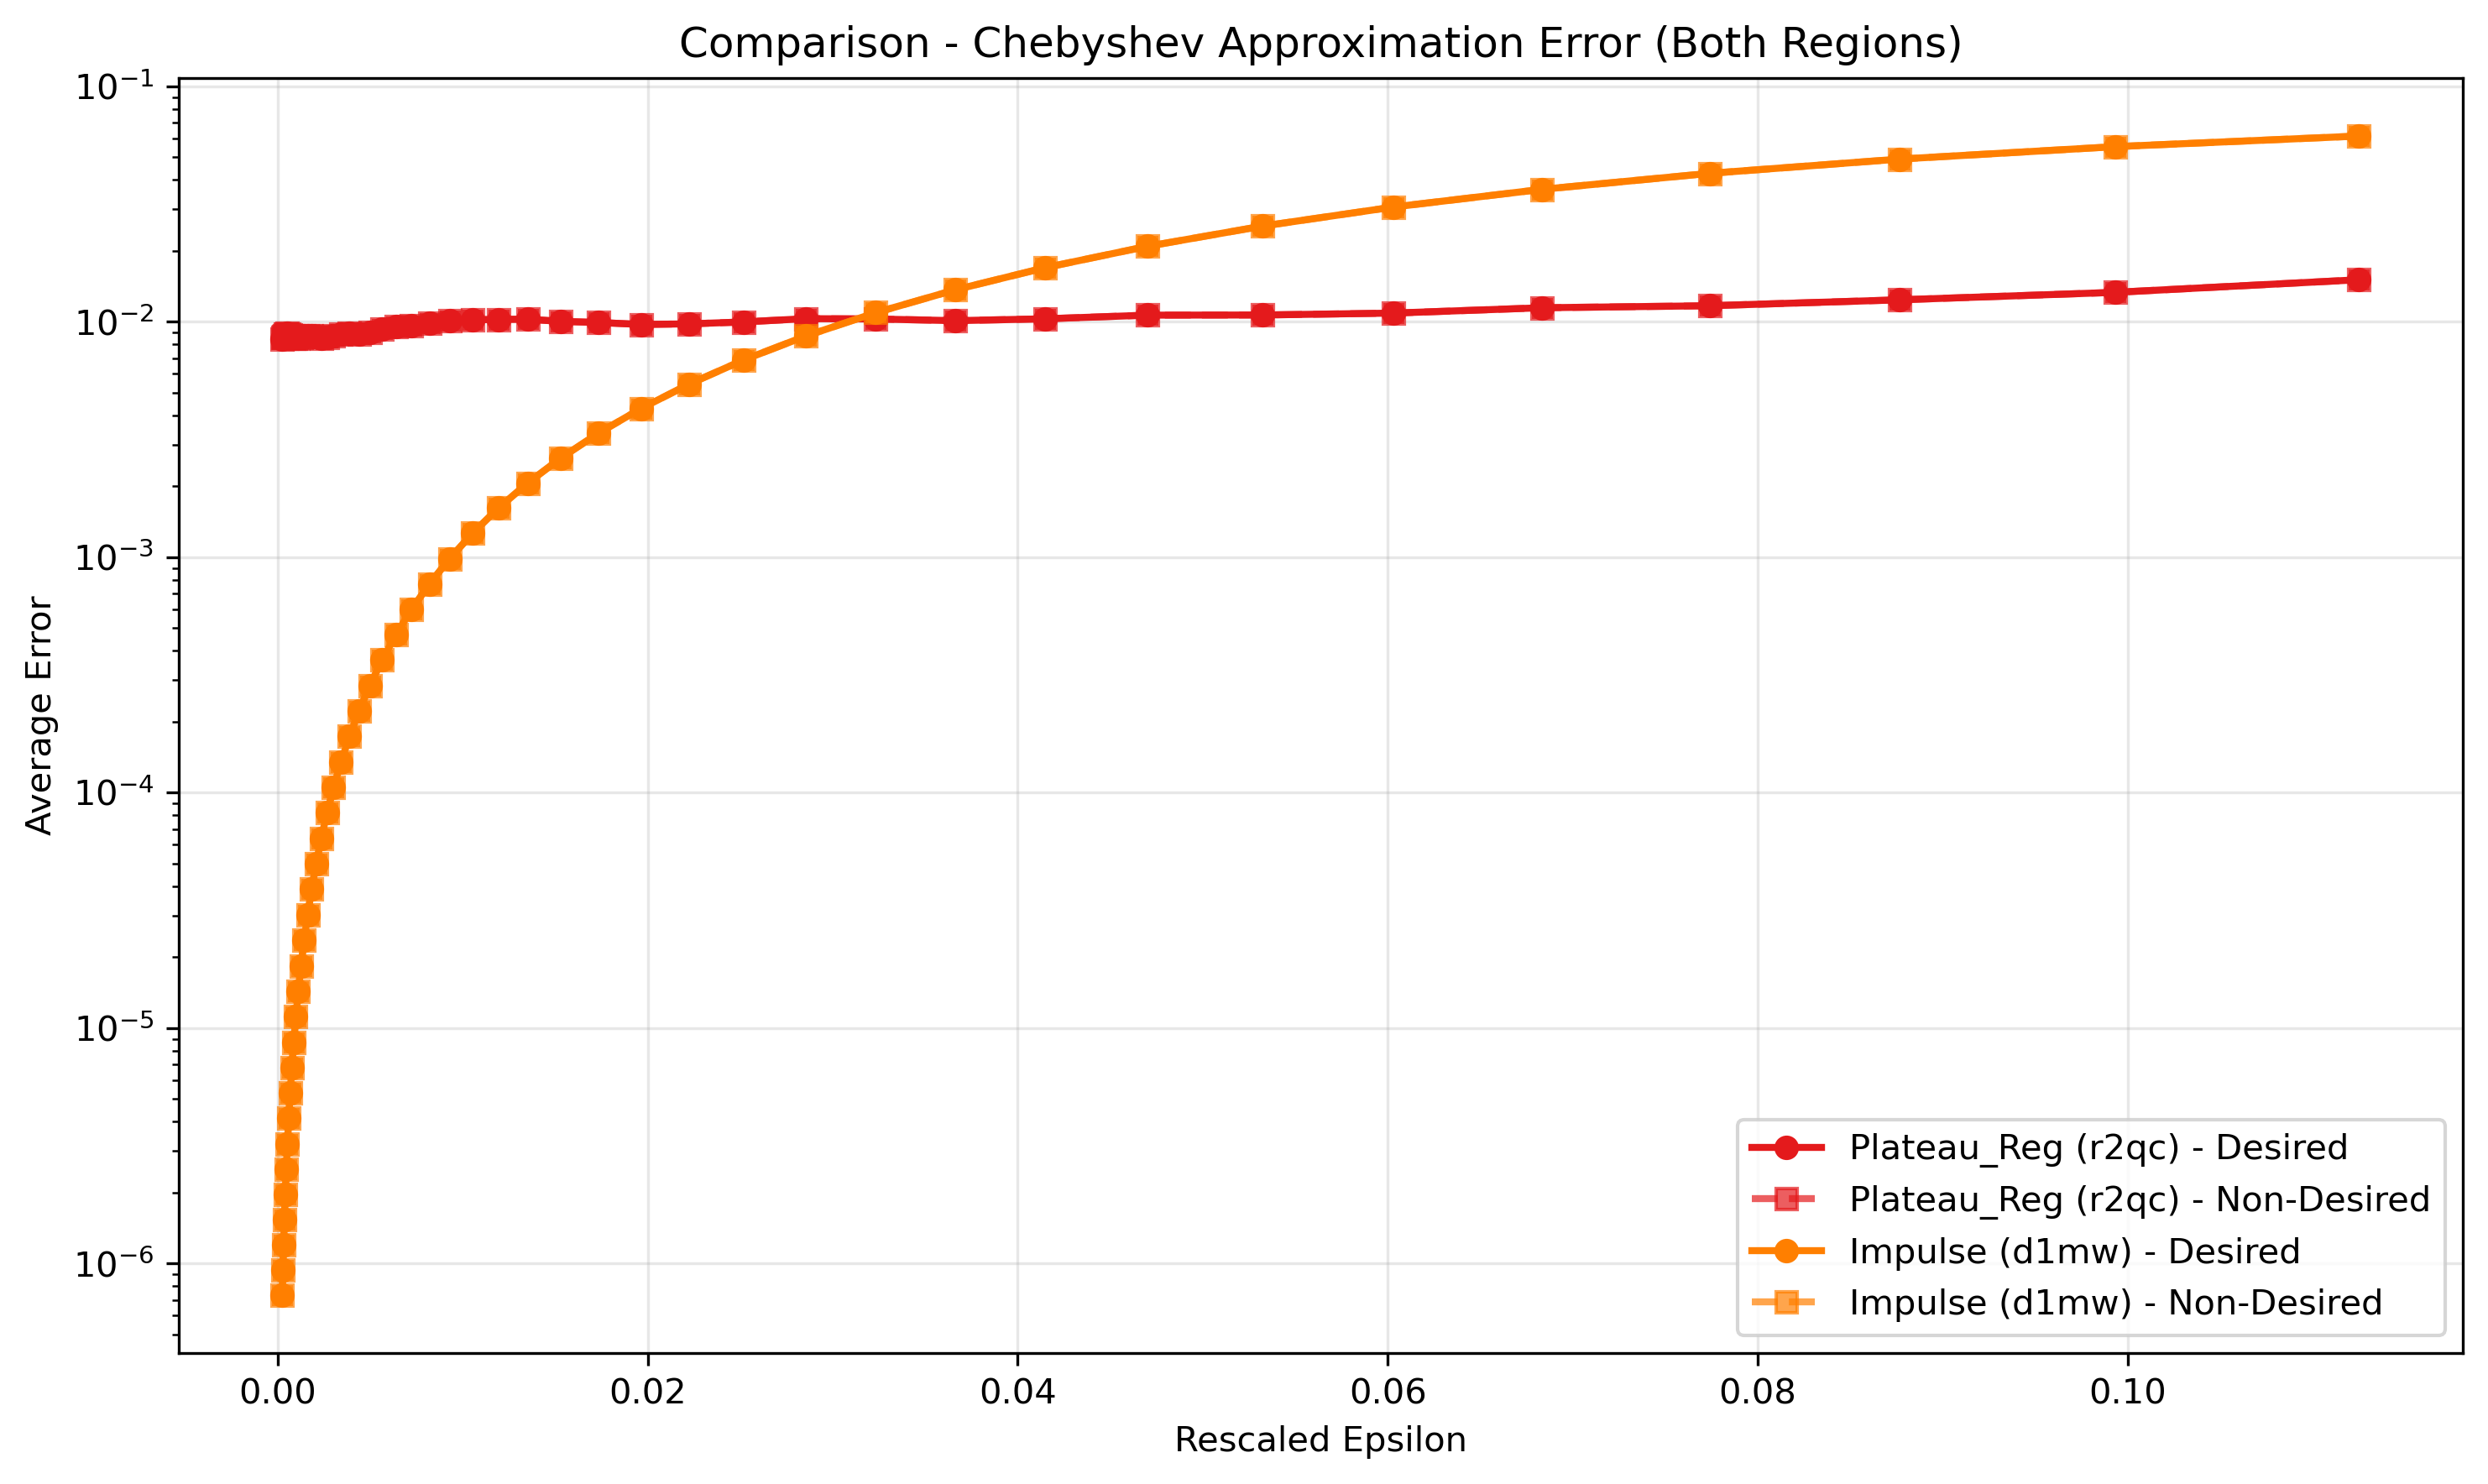 Comparison - Chebyshev Approximation Error (Both Regions)
Average Error
10⁻¹
10⁻²
10⁻³
10⁻⁴
10⁻⁵
10⁻⁶
Plateau_Reg (r2qc) - Desired
Plateau_Reg (r2qc) - Non-Desired
Impulse (d1mw) - Desired
Impulse (d1mw) - Non-Desired
0.00 0.02 0.04 0.06 0.08 0.10
Rescaled Epsilon